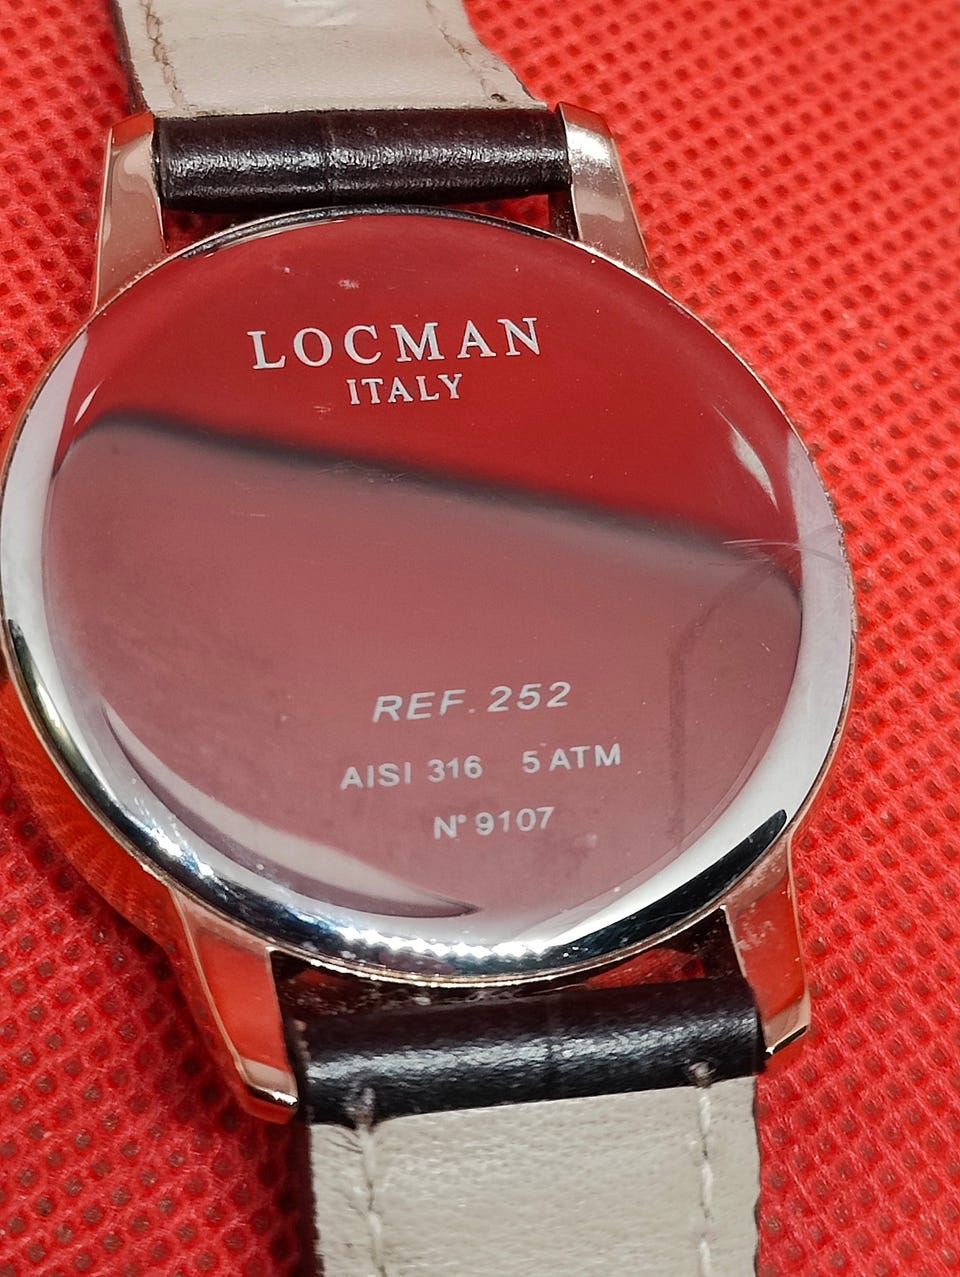 LOCMAN
ITALY
REF. 252
AISI 316 5 ATM
N° 9107